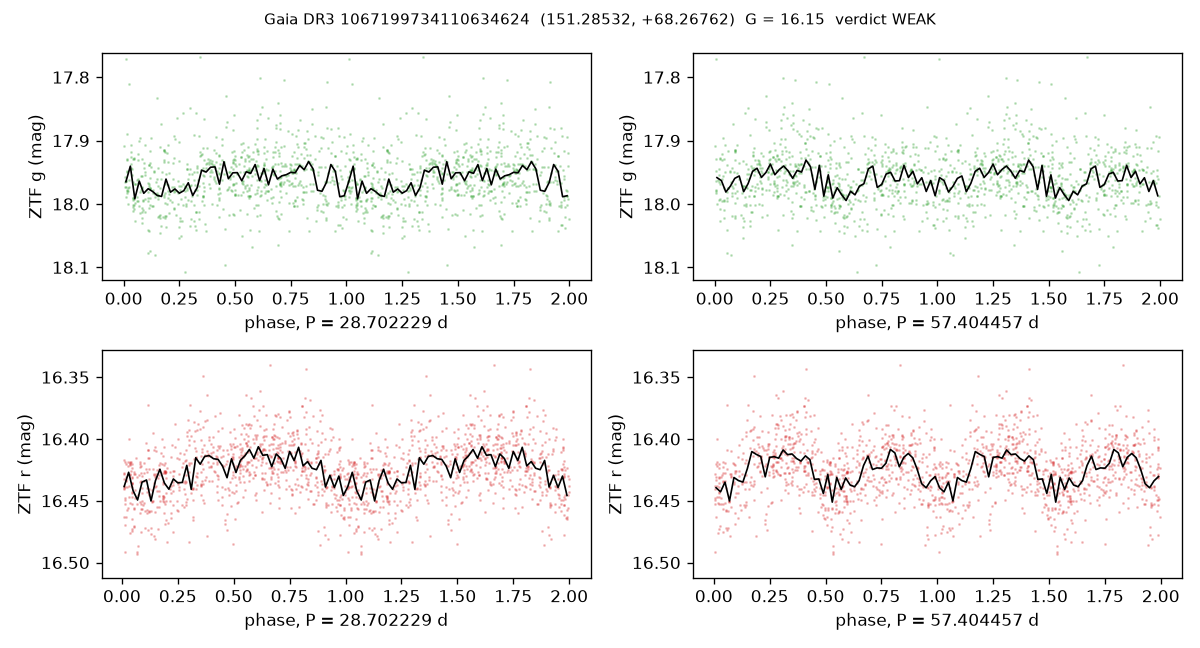 Gaia DR3 1067199734110634624  (151.28532, +68.26762)  G = 16.15  verdict WEAK
ZTF g (mag)
17.8
17.9
18.0
18.1
0.00 0.25 0.50 0.75 1.00 1.25 1.50 1.75 2.00
phase, P = 28.702229 d
ZTF g (mag)
17.8
17.9
18.0
18.1
0.00 0.25 0.50 0.75 1.00 1.25 1.50 1.75 2.00
phase, P = 57.404457 d
ZTF r (mag)
16.35
16.40
16.45
16.50
0.00 0.25 0.50 0.75 1.00 1.25 1.50 1.75 2.00
phase, P = 28.702229 d
ZTF r (mag)
16.35
16.40
16.45
16.50
0.00 0.25 0.50 0.75 1.00 1.25 1.50 1.75 2.00
phase, P = 57.404457 d